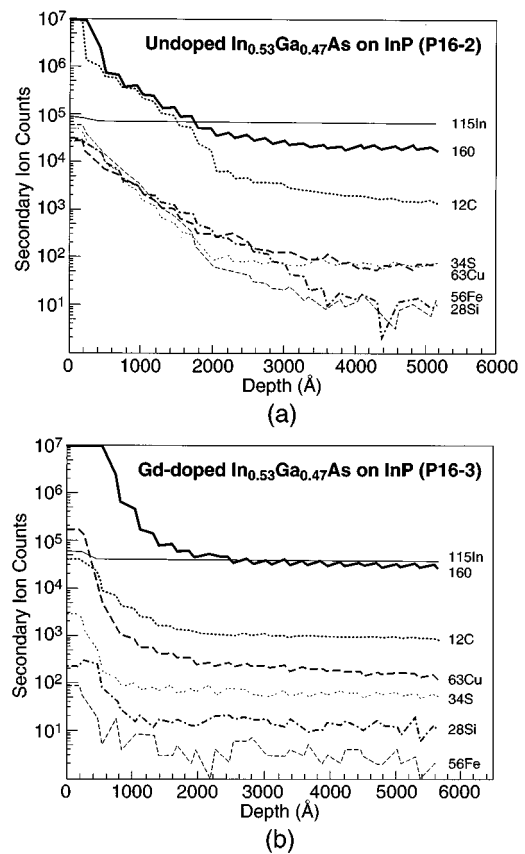 Undoped In0.53Ga0.47As on InP (P16-2)
Secondary Ion Counts
10^7
10^6
10^5
10^4
10^3
10^2
10^1
115In
160
12C
34S
63Cu
56Fe
28Si
0 1000 2000 3000 4000 5000 6000
Depth (Å)
(a)
Gd-doped In0.53Ga0.47As on InP (P16-3)
Secondary Ion Counts
10^7
10^6
10^5
10^4
10^3
10^2
10^1
115In
160
12C
63Cu
34S
28Si
56Fe
0 1000 2000 3000 4000 5000 6000
Depth (Å)
(b)